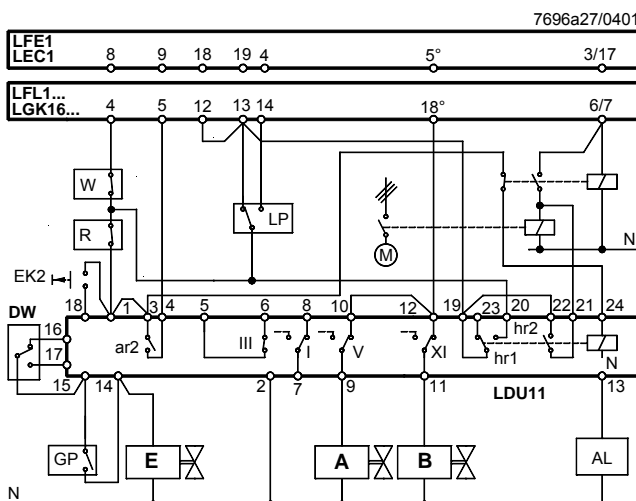 7696a27/0401
LFE1
LEC1
8 9 18 19 4 5° 3/17
LFL1...
LGK16...
4 5 12 13 14 18° 6/7
W
R
LP
M
N
EK2
DW
18 1 3 4 5 6 8 10 12 19 23 20 22 21 24
16
17
ar2 III I V XI hr1 hr2
N
15 14 2 7 9 11 LDU11 13
GP E A B AL
N